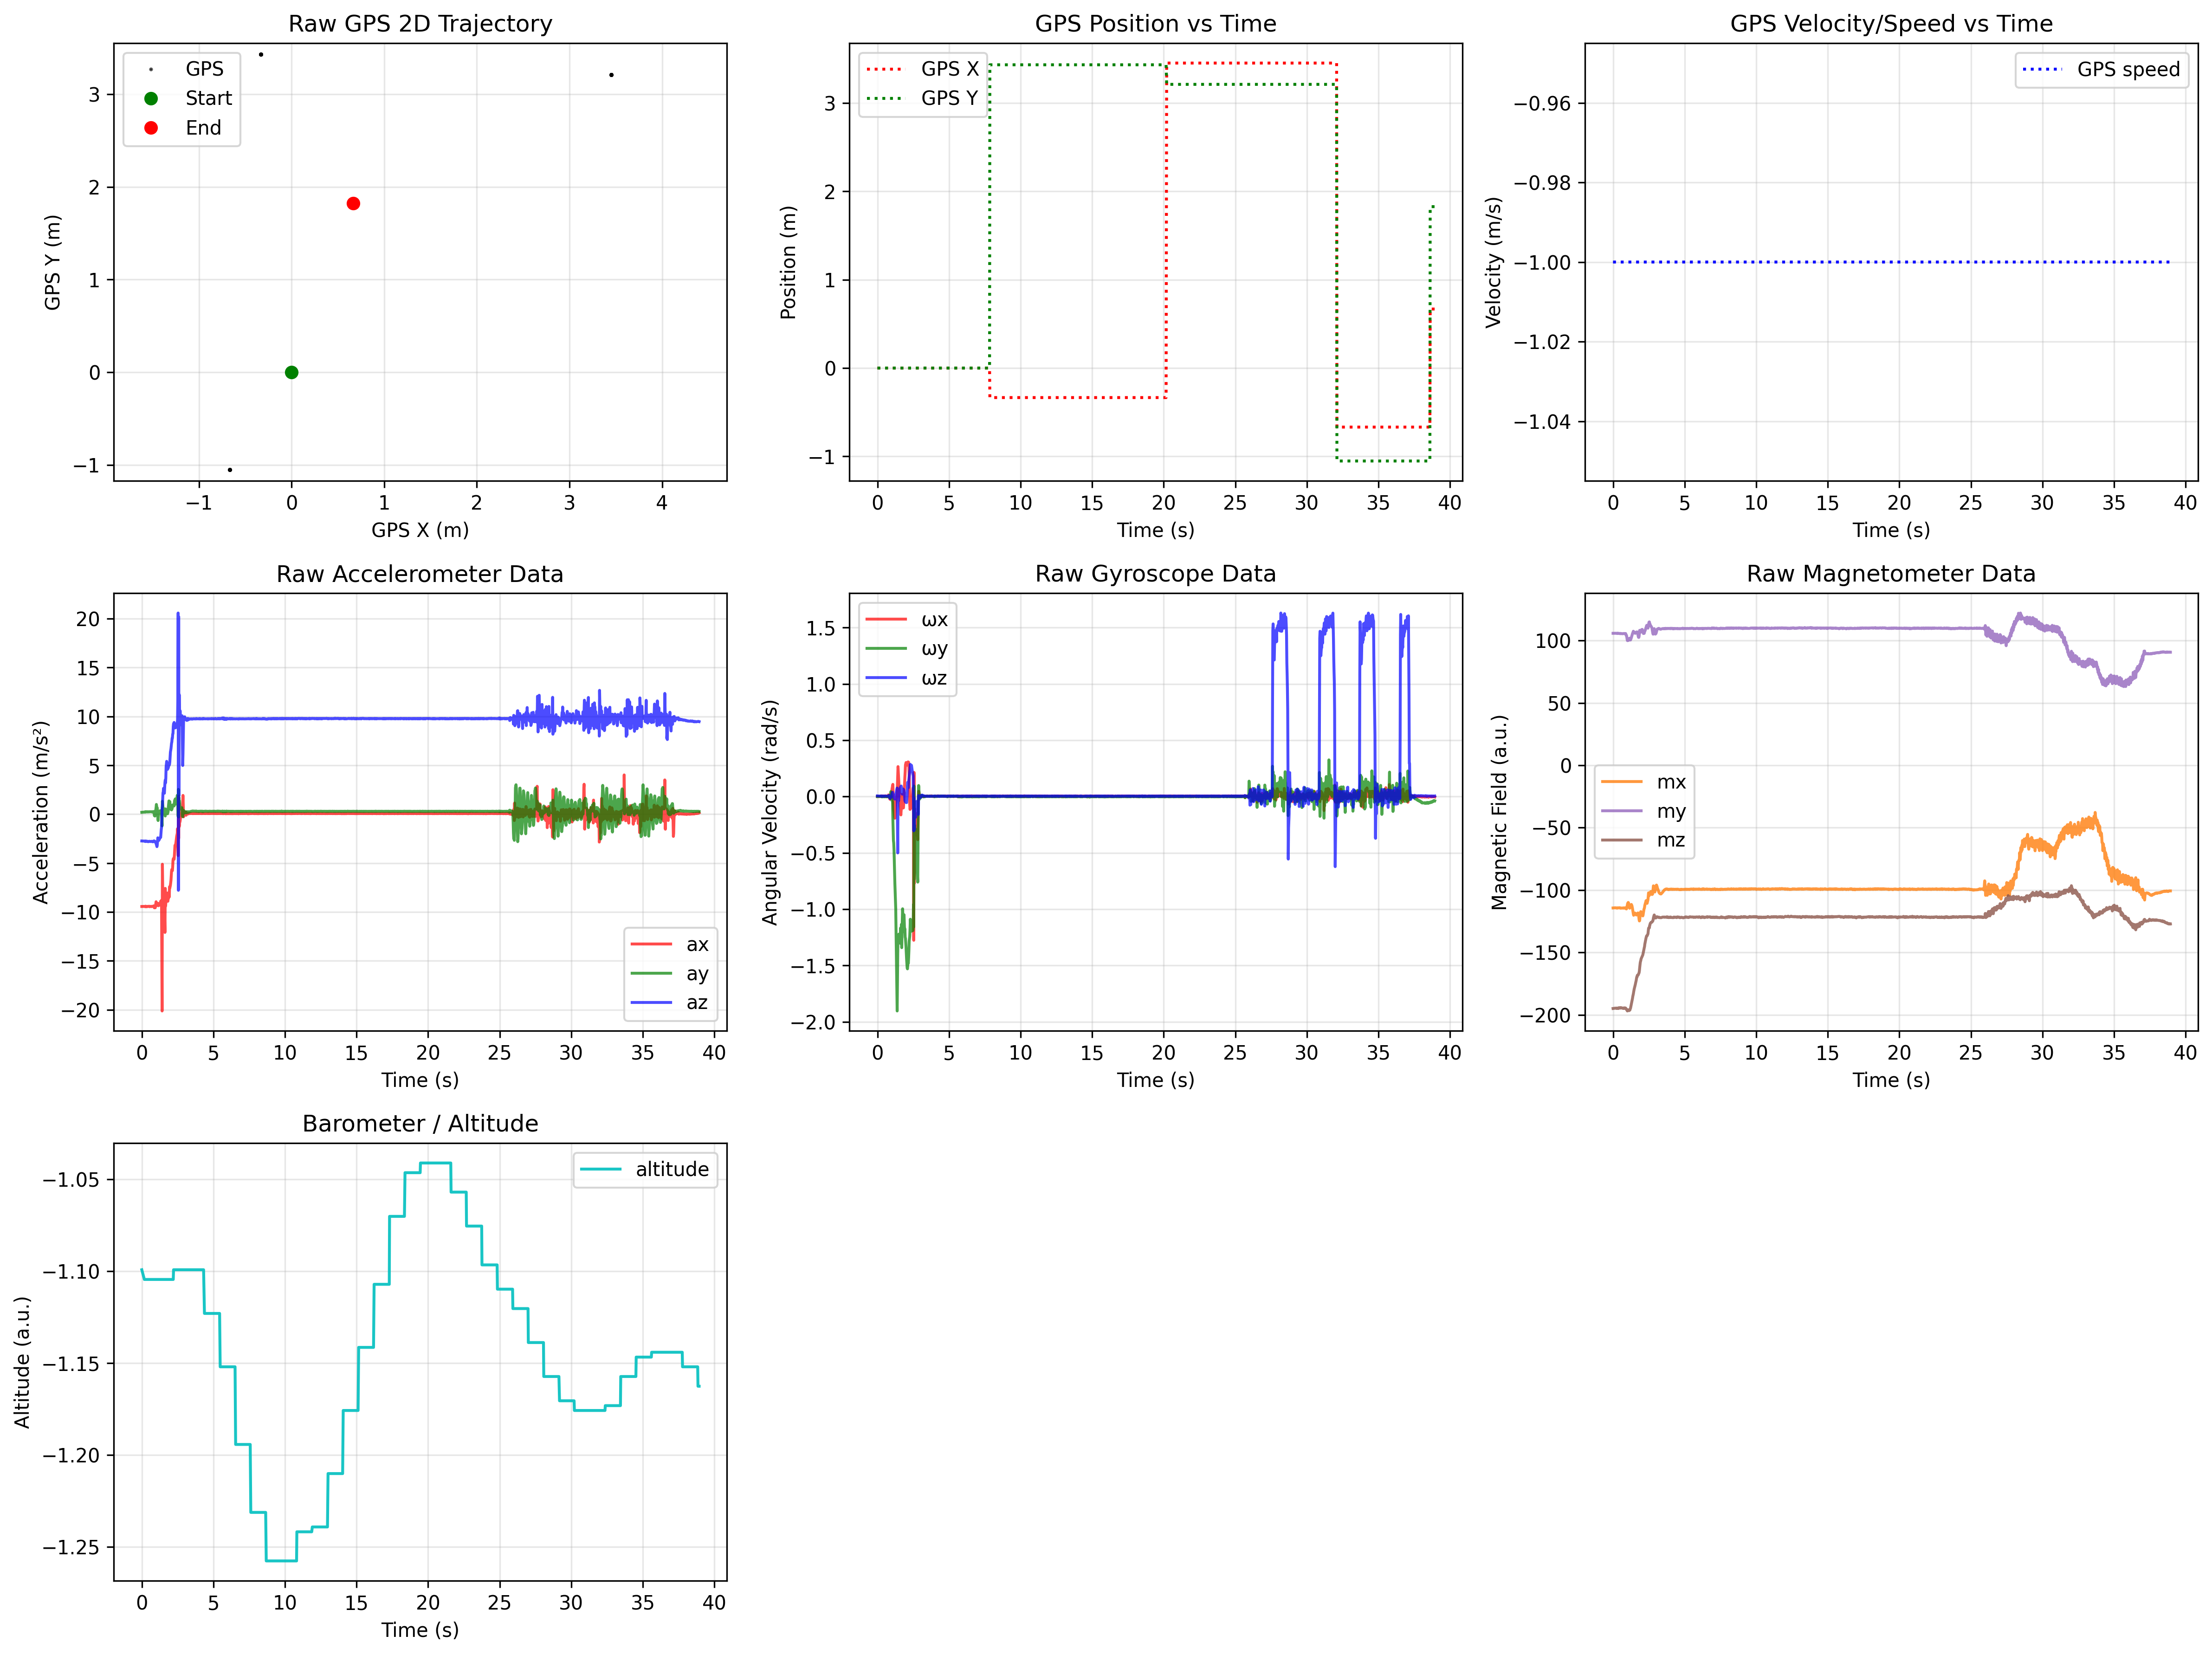 Raw GPS 2D Trajectory
GPS
Start
End
3
2
1
0
−1
−1
0
1
2
3
4
GPS Y (m)
GPS X (m)
GPS Position vs Time
GPS X
GPS Y
3
2
1
0
−1
0
5
10
15
20
25
30
35
40
Position (m)
Time (s)
GPS Velocity/Speed vs Time
GPS speed
−0.96
−0.98
−1.00
−1.02
−1.04
0
5
10
15
20
25
30
35
40
Velocity (m/s)
Time (s)
Raw Accelerometer Data
20
15
10
5
0
−5
−10
−15
−20
ax
ay
az
0
5
10
15
20
25
30
35
40
Acceleration (m/s²)
Time (s)
Raw Gyroscope Data
ωx
ωy
ωz
1.5
1.0
0.5
0.0
−0.5
−1.0
−1.5
−2.0
0
5
10
15
20
25
30
35
40
Angular Velocity (rad/s)
Time (s)
Raw Magnetometer Data
100
50
0
−50
−100
−150
−200
mx
my
mz
0
5
10
15
20
25
30
35
40
Magnetic Field (a.u.)
Time (s)
Barometer / Altitude
altitude
−1.05
−1.10
−1.15
−1.20
−1.25
0
5
10
15
20
25
30
35
40
Altitude (a.u.)
Time (s)